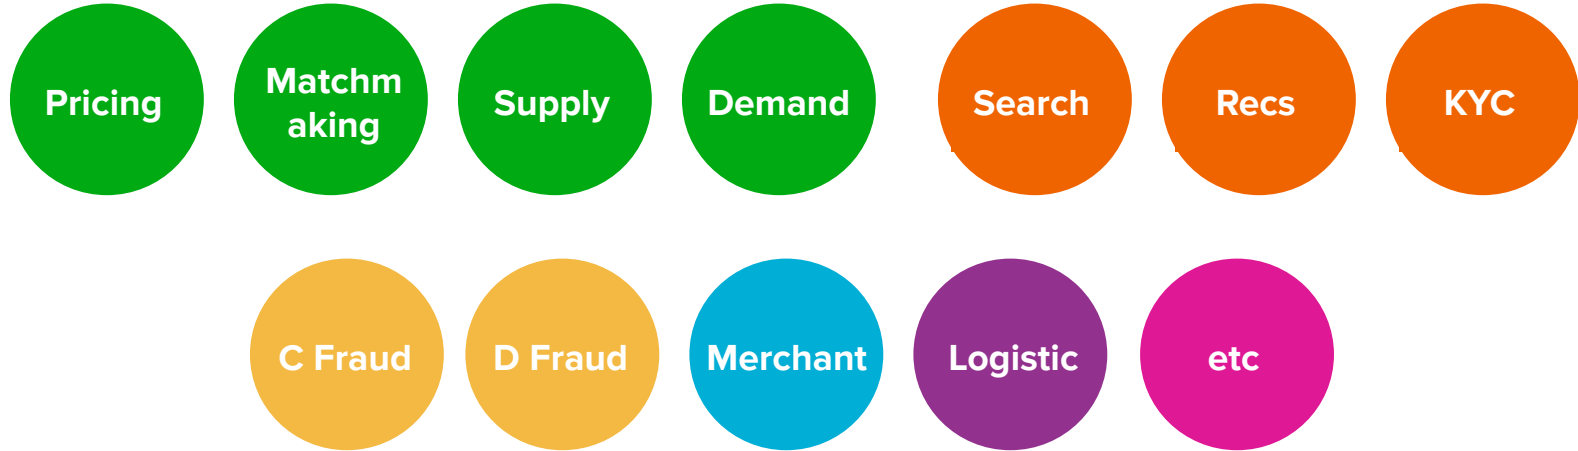 Pricing
Matchm
aking
Supply
Demand
Search
Recs
KYC
C Fraud
D Fraud
Merchant
Logistic
etc